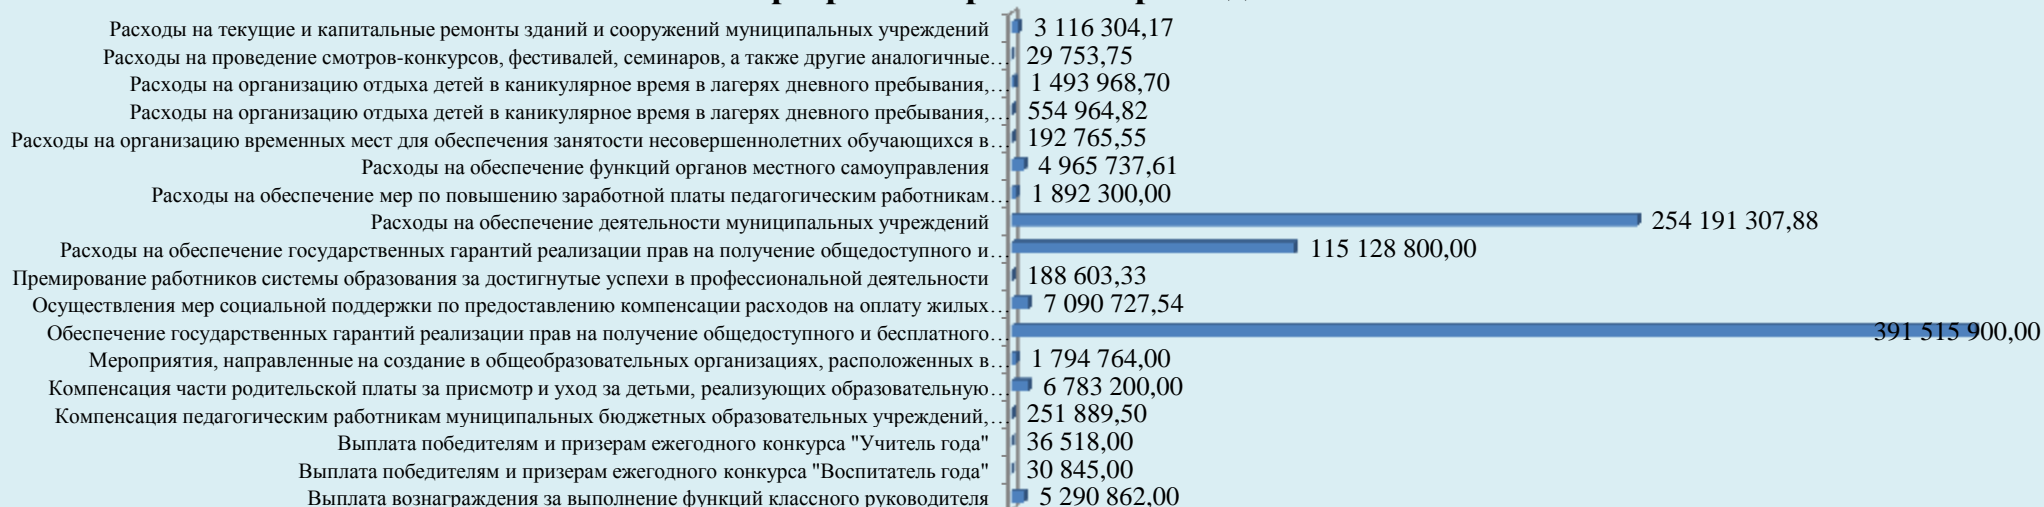 Расходы на текущие и капитальные ремонты зданий и сооружений муниципальных учреждений 3 116 304,17
Расходы на проведение смотров-конкурсов, фестивалей, семинаров, а также другие аналогичные… 29 753,75
Расходы на организацию отдыха детей в каникулярное время в лагерях дневного пребывания,… 1 493 968,70
Расходы на организацию отдыха детей в каникулярное время в лагерях дневного пребывания,… 554 964,82
Расходы на организацию временных мест для обеспечения занятости несовершеннолетних обучающихся в… 192 765,55
Расходы на обеспечение функций органов местного самоуправления 4 965 737,61
Расходы на обеспечение мер по повышению заработной платы педагогическим работникам… 1 892 300,00
Расходы на обеспечение деятельности муниципальных учреждений 254 191 307,88
Расходы на обеспечение государственных гарантий реализации прав на получение общедоступного и… 115 128 800,00
Премирование работников системы образования за достигнутые успехи в профессиональной деятельности 188 603,33
Осуществления мер социальной поддержки по предоставлению компенсации расходов на оплату жилых… 7 090 727,54
Обеспечение государственных гарантий реализации прав на получение общедоступного и бесплатного… 391 515 900,00
Мероприятия, направленные на создание в общеобразовательных организациях, расположенных в… 1 794 764,00
Компенсация части родительской платы за присмотр и уход за детьми, реализующих образовательную… 6 783 200,00
Компенсация педагогическим работникам муниципальных бюджетных образовательных учреждений,… 251 889,50
Выплата победителям и призерам ежегодного конкурса "Учитель года" 36 518,00
Выплата победителям и призерам ежегодного конкурса "Воспитатель года" 30 845,00
Выплата вознаграждения за выполнение функций классного руководителя 5 290 862,00